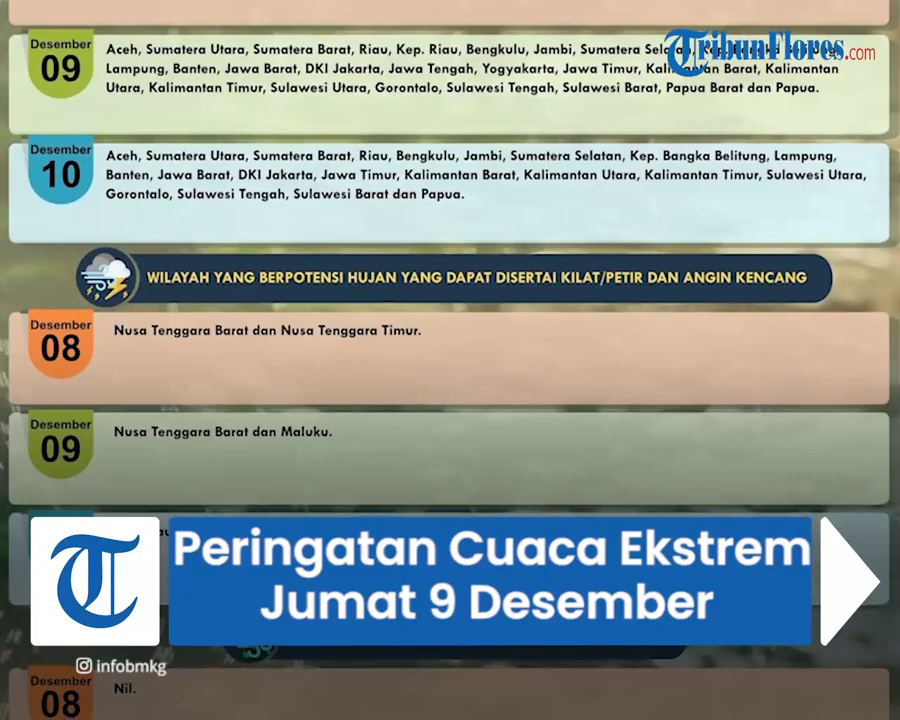 TribunFlores.com
Desember
09
Aceh, Sumatera Utara, Sumatera Barat, Riau, Kep. Riau, Bengkulu, Jambi, Sumatera Selatan, Kep. Bangka Belitung,
Lampung, Banten, Jawa Barat, DKI Jakarta, Jawa Tengah, Yogyakarta, Jawa Timur, Kalimantan Barat, Kalimantan
Utara, Kalimantan Timur, Sulawesi Utara, Gorontalo, Sulawesi Tengah, Sulawesi Barat, Papua Barat dan Papua.
Desember
10
Aceh, Sumatera Utara, Sumatera Barat, Riau, Bengkulu, Jambi, Sumatera Selatan, Kep. Bangka Belitung, Lampung,
Banten, Jawa Barat, DKI Jakarta, Jawa Timur, Kalimantan Barat, Kalimantan Utara, Kalimantan Timur, Sulawesi Utara,
Gorontalo, Sulawesi Tengah, Sulawesi Barat dan Papua.
WILAYAH YANG BERPOTENSI HUJAN YANG DAPAT DISERTAI KILAT/PETIR DAN ANGIN KENCANG
Desember
08
Nusa Tenggara Barat dan Nusa Tenggara Timur.
Desember
09
Nusa Tenggara Barat dan Maluku.
T
Peringatan Cuaca Ekstrem
Jumat 9 Desember
infobmkg
Desember
08
Nil.